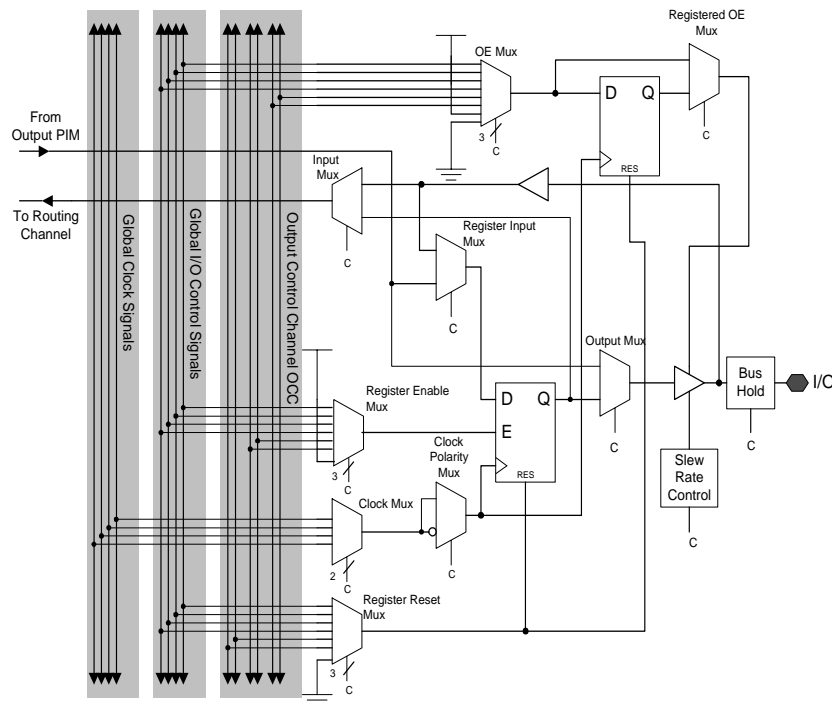 Registered OE
Mux
OE Mux
D Q
RES
3
C
C
From
Output PIM
Input
Mux
To Routing
Channel
C
Register Input
Mux
C
Global Clock Signals
Global I/O Control Signals
Output Control Channel OCC
Output Mux
C
Bus
Hold
I/O
C
Slew
Rate
Control
C
Register Enable
Mux
3
C
D Q
E
RES
Clock
Polarity
Mux
C
Clock Mux
2
C
Register Reset
Mux
3
C